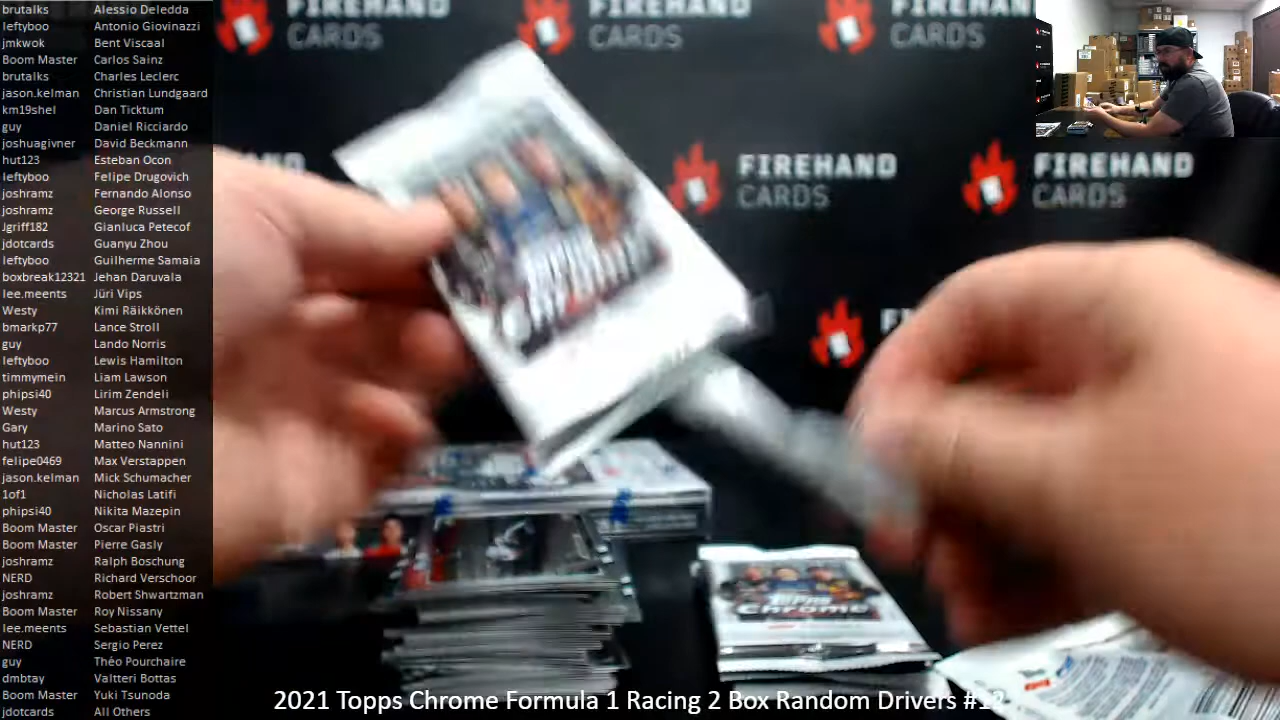 brutalks Alessio Deledda
leftyboo Antonio Giovinazzi
jmkwok Bent Viscaal
Boom Master Carlos Sainz
brutalks Charles Leclerc
jason.kelman Christian Lundgaard
km19shel Dan Ticktum
guy Daniel Ricciardo
joshuagivner David Beckmann
hut123 Esteban Ocon
leftyboo Felipe Drugovich
joshramz Fernando Alonso
joshramz George Russell
Jgriff182 Gianluca Petecof
jdotcards Guanyu Zhou
leftyboo Guilherme Samaia
boxbreak12321 Jehan Daruvala
lee.meents Jüri Vips
Westy Kimi Räikkönen
bmarkp77 Lance Stroll
guy Lando Norris
leftyboo Lewis Hamilton
timmymein Liam Lawson
phipsi40 Lirim Zendeli
Westy Marcus Armstrong
Gary Marino Sato
hut123 Matteo Nannini
felipe0469 Max Verstappen
jason.kelman Mick Schumacher
1of1 Nicholas Latifi
phipsi40 Nikita Mazepin
Boom Master Oscar Piastri
Boom Master Pierre Gasly
joshramz Ralph Boschung
NERD Richard Verschoor
joshramz Robert Shwartzman
Boom Master Roy Nissany
lee.meents Sebastian Vettel
NERD Sergio Perez
guy Théo Pourchaire
dmbtay Valtteri Bottas
Boom Master Yuki Tsunoda
jdotcards All Others
FIREHAND
CARDS
FIREHAND
CARDS
FIREHAND
CARDS
FIREHAND
CARDS
FIREHAND
CARDS
Topps
Chrome
2021 Topps Chrome Formula 1 Racing 2 Box Random Drivers #12